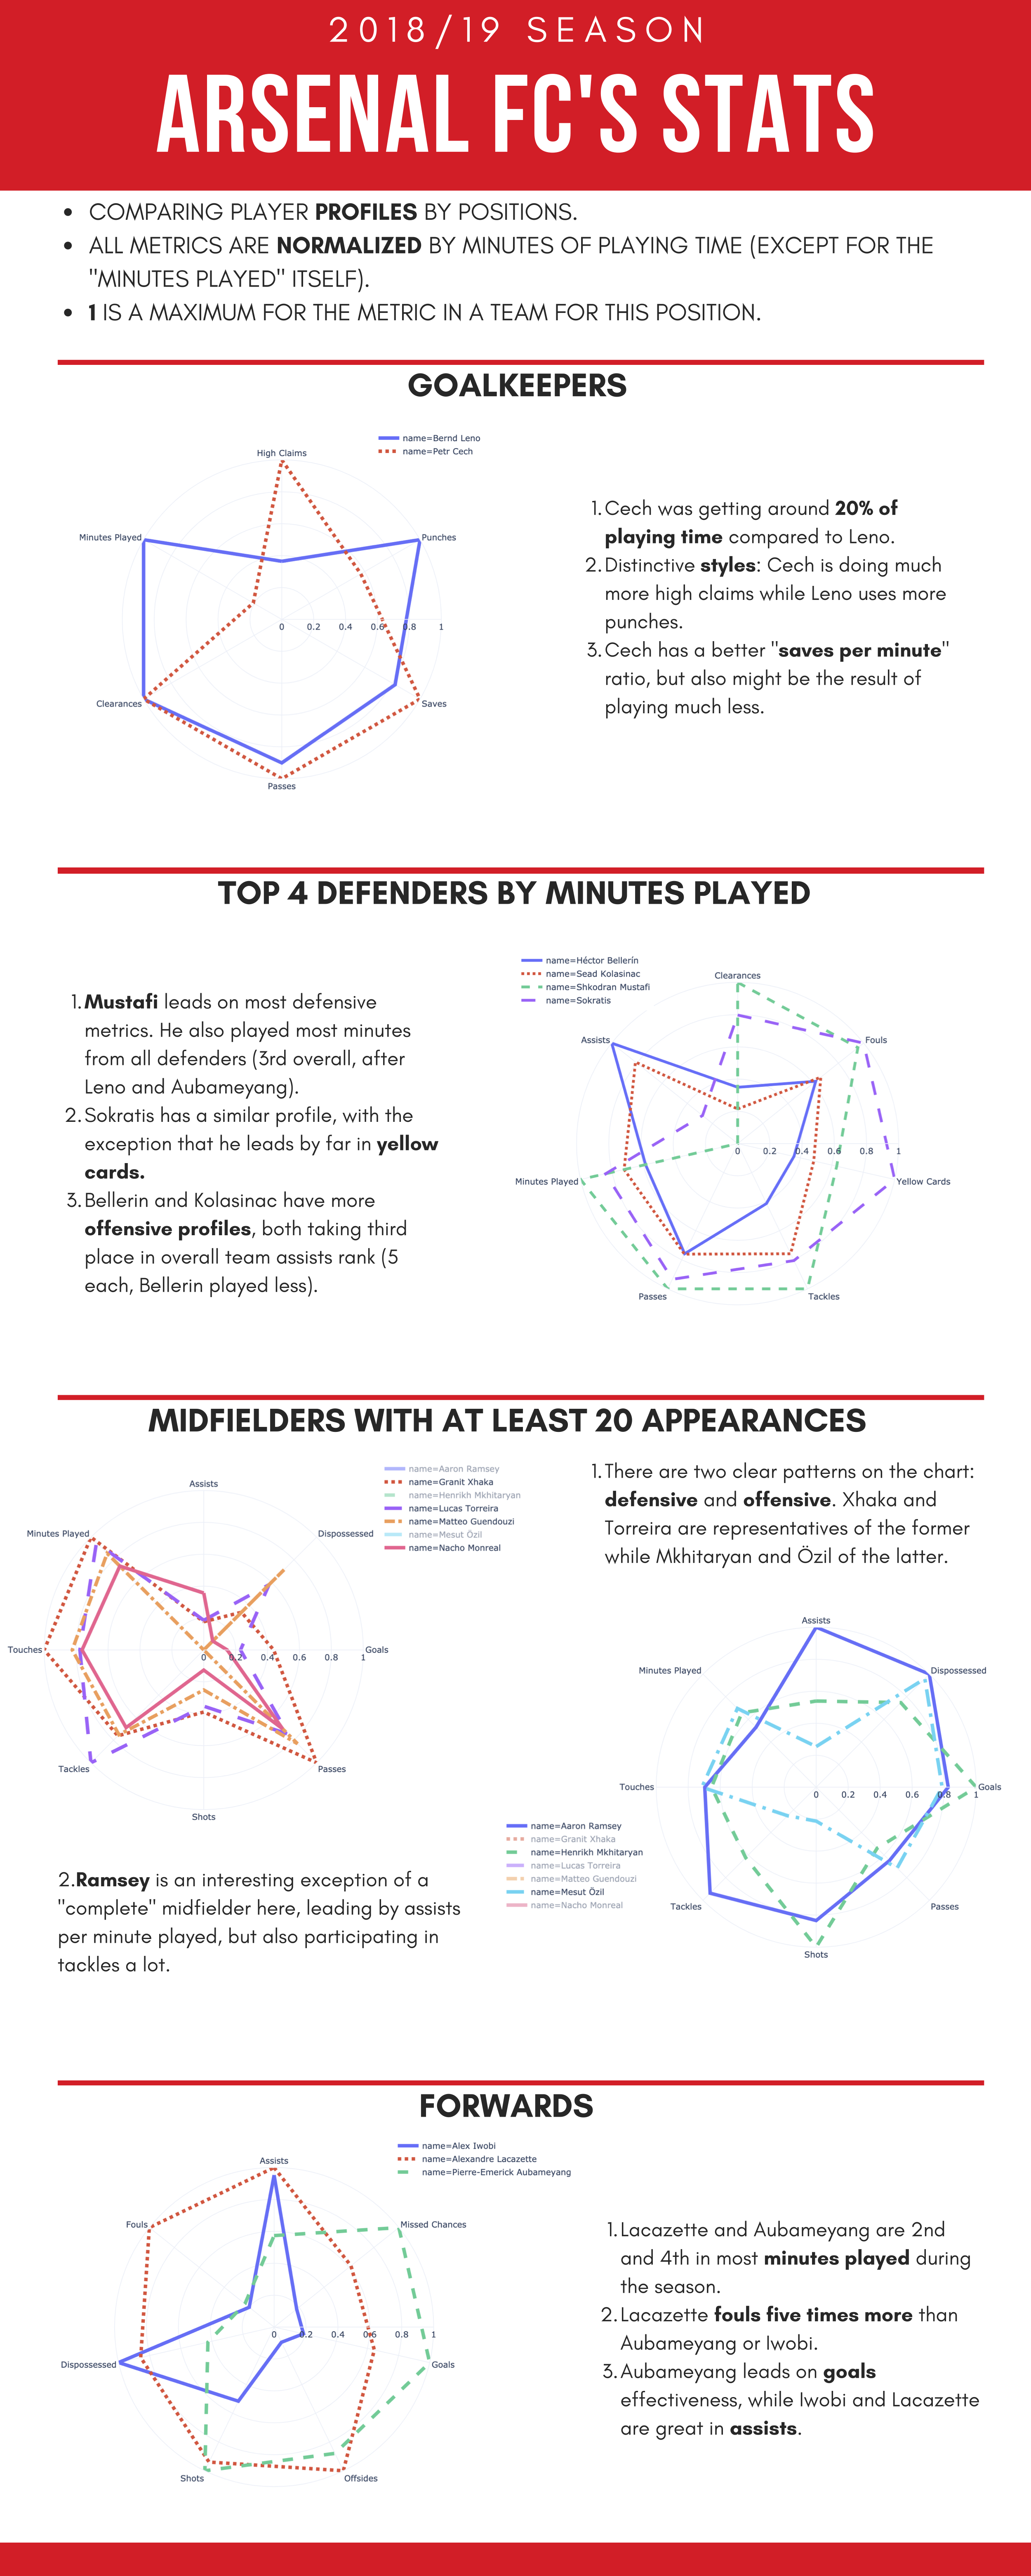 2018/19 SEASON
ARSENAL FC'S STATS
• COMPARING PLAYER PROFILES BY POSITIONS.
• ALL METRICS ARE NORMALIZED BY MINUTES OF PLAYING TIME (EXCEPT FOR THE
"MINUTES PLAYED" ITSELF).
• 1 IS A MAXIMUM FOR THE METRIC IN A TEAM FOR THIS POSITION.
GOALKEEPERS
name=Bernd Leno
name=Petr Cech
High Claims
Minutes Played
Punches
0 0.2 0.4 0.6 0.8 1
Clearances
Saves
Passes
1. Cech was getting around 20% of
playing time compared to Leno.
2. Distinctive styles: Cech is doing much
more high claims while Leno uses more
punches.
3. Cech has a better "saves per minute"
ratio, but also might be the result of
playing much less.
TOP 4 DEFENDERS BY MINUTES PLAYED
1. Mustafi leads on most defensive
metrics. He also played most minutes
from all defenders (3rd overall, after
Leno and Aubameyang).
2. Sokratis has a similar profile, with the
exception that he leads by far in yellow
cards.
3. Bellerin and Kolasinac have more
offensive profiles, both taking third
place in overall team assists rank (5
each, Bellerin played less).
name=Héctor Bellerín
name=Sead Kolasinac
name=Shkodran Mustafi
name=Sokratis
Clearances
Assists
Fouls
0 0.2 0.4 0.6 0.8 1
Minutes Played
Yellow Cards
Passes
Tackles
MIDFIELDERS WITH AT LEAST 20 APPEARANCES
name=Aaron Ramsey
name=Granit Xhaka
name=Henrikh Mkhitaryan
name=Lucas Torreira
name=Matteo Guendouzi
name=Mesut Özil
name=Nacho Monreal
Assists
Minutes Played
Dispossessed
Touches
Goals
0 0.2 0.4 0.6 0.8 1
Tackles
Passes
Shots
1. There are two clear patterns on the chart:
defensive and offensive. Xhaka and
Torreira are representatives of the former
while Mkhitaryan and Özil of the latter.
Assists
Minutes Played
Dispossessed
Touches
Goals
0 0.2 0.4 0.6 0.8 1
name=Aaron Ramsey
name=Granit Xhaka
name=Henrikh Mkhitaryan
name=Lucas Torreira
name=Matteo Guendouzi
name=Mesut Özil
name=Nacho Monreal
Tackles
Passes
Shots
2. Ramsey is an interesting exception of a
"complete" midfielder here, leading by assists
per minute played, but also participating in
tackles a lot.
FORWARDS
name=Alex Iwobi
name=Alexandre Lacazette
name=Pierre-Emerick Aubameyang
Assists
Fouls
Missed Chances
0 0.2 0.4 0.6 0.8 1
Dispossessed
Goals
Shots
Offsides
1. Lacazette and Aubameyang are 2nd
and 4th in most minutes played during
the season.
2. Lacazette fouls five times more than
Aubameyang or Iwobi.
3. Aubameyang leads on goals
effectiveness, while Iwobi and Lacazette
are great in assists.